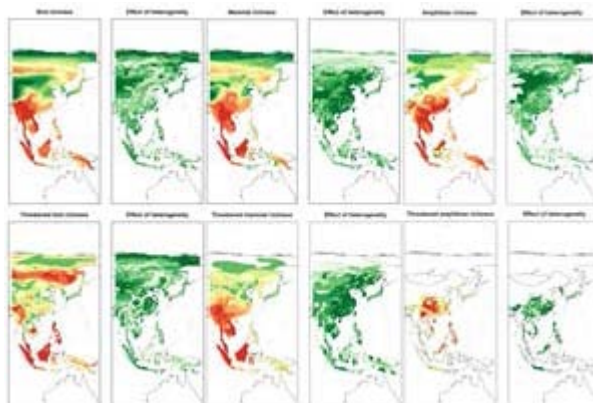 Bird richness
Effect of heterogeneity
Mammal richness
Effect of heterogeneity
Amphibian richness
Effect of heterogeneity
Threatened bird richness
Effect of heterogeneity
Threatened mammal richness
Effect of heterogeneity
Threatened amphibian richness
Effect of heterogeneity